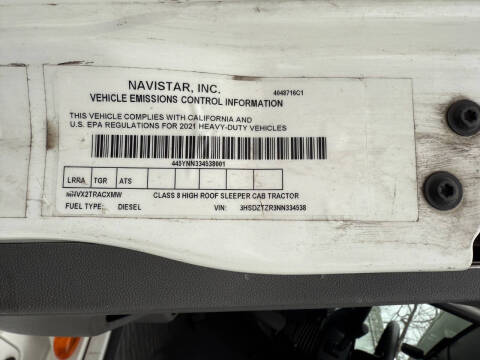 NAVISTAR, INC.
4048716C1
VEHICLE EMISSIONS CONTROL INFORMATION
THIS VEHICLE COMPLIES WITH CALIFORNIA AND
U.S. EPA REGULATIONS FOR 2021 HEAVY-DUTY VEHICLES
445YNN334538001
LRRA TGR ATS
CLASS 8 HIGH ROOF SLEEPER CAB TRACTOR
FUEL TYPE: DIESEL VIN: 3HSDZTZR3NN334538